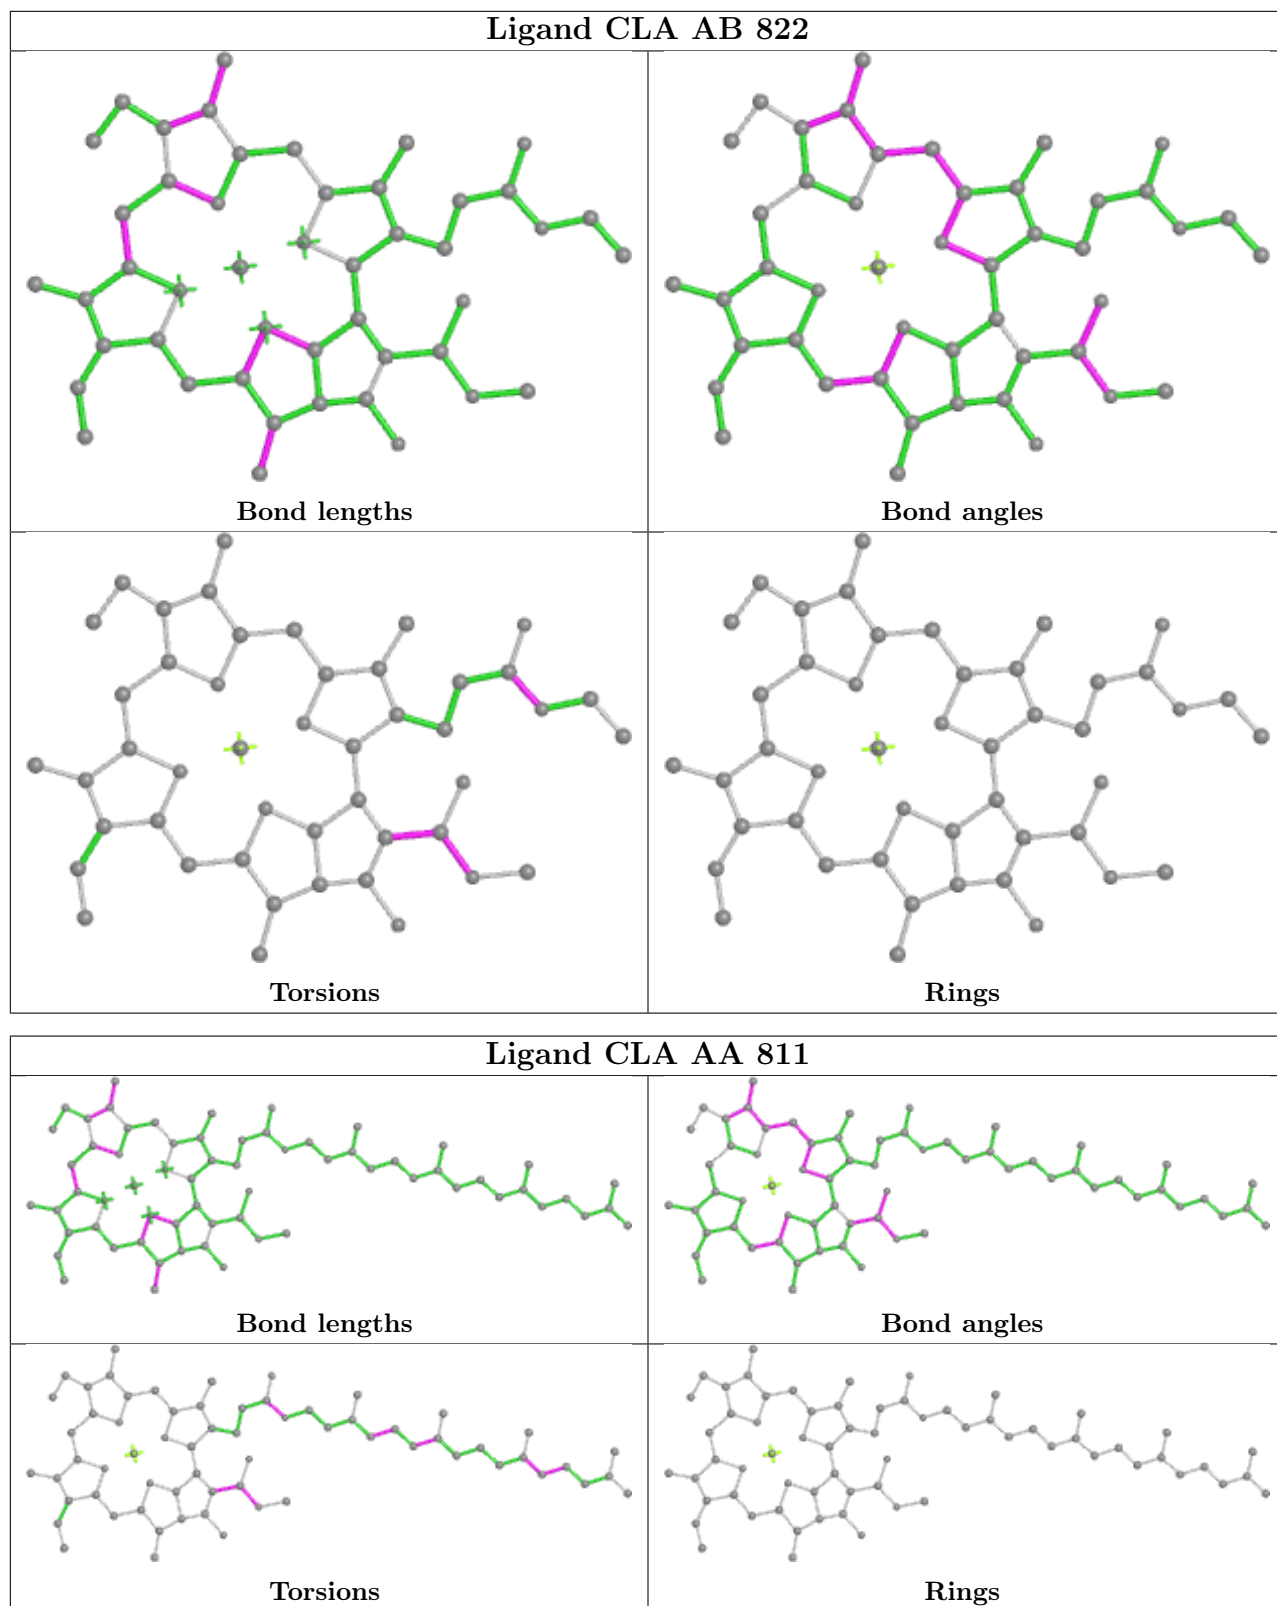 Ligand CLA AB 822
Bond lengths
Bond angles
Torsions
Rings
Ligand CLA AA 811
Bond lengths
Bond angles
Torsions
Rings